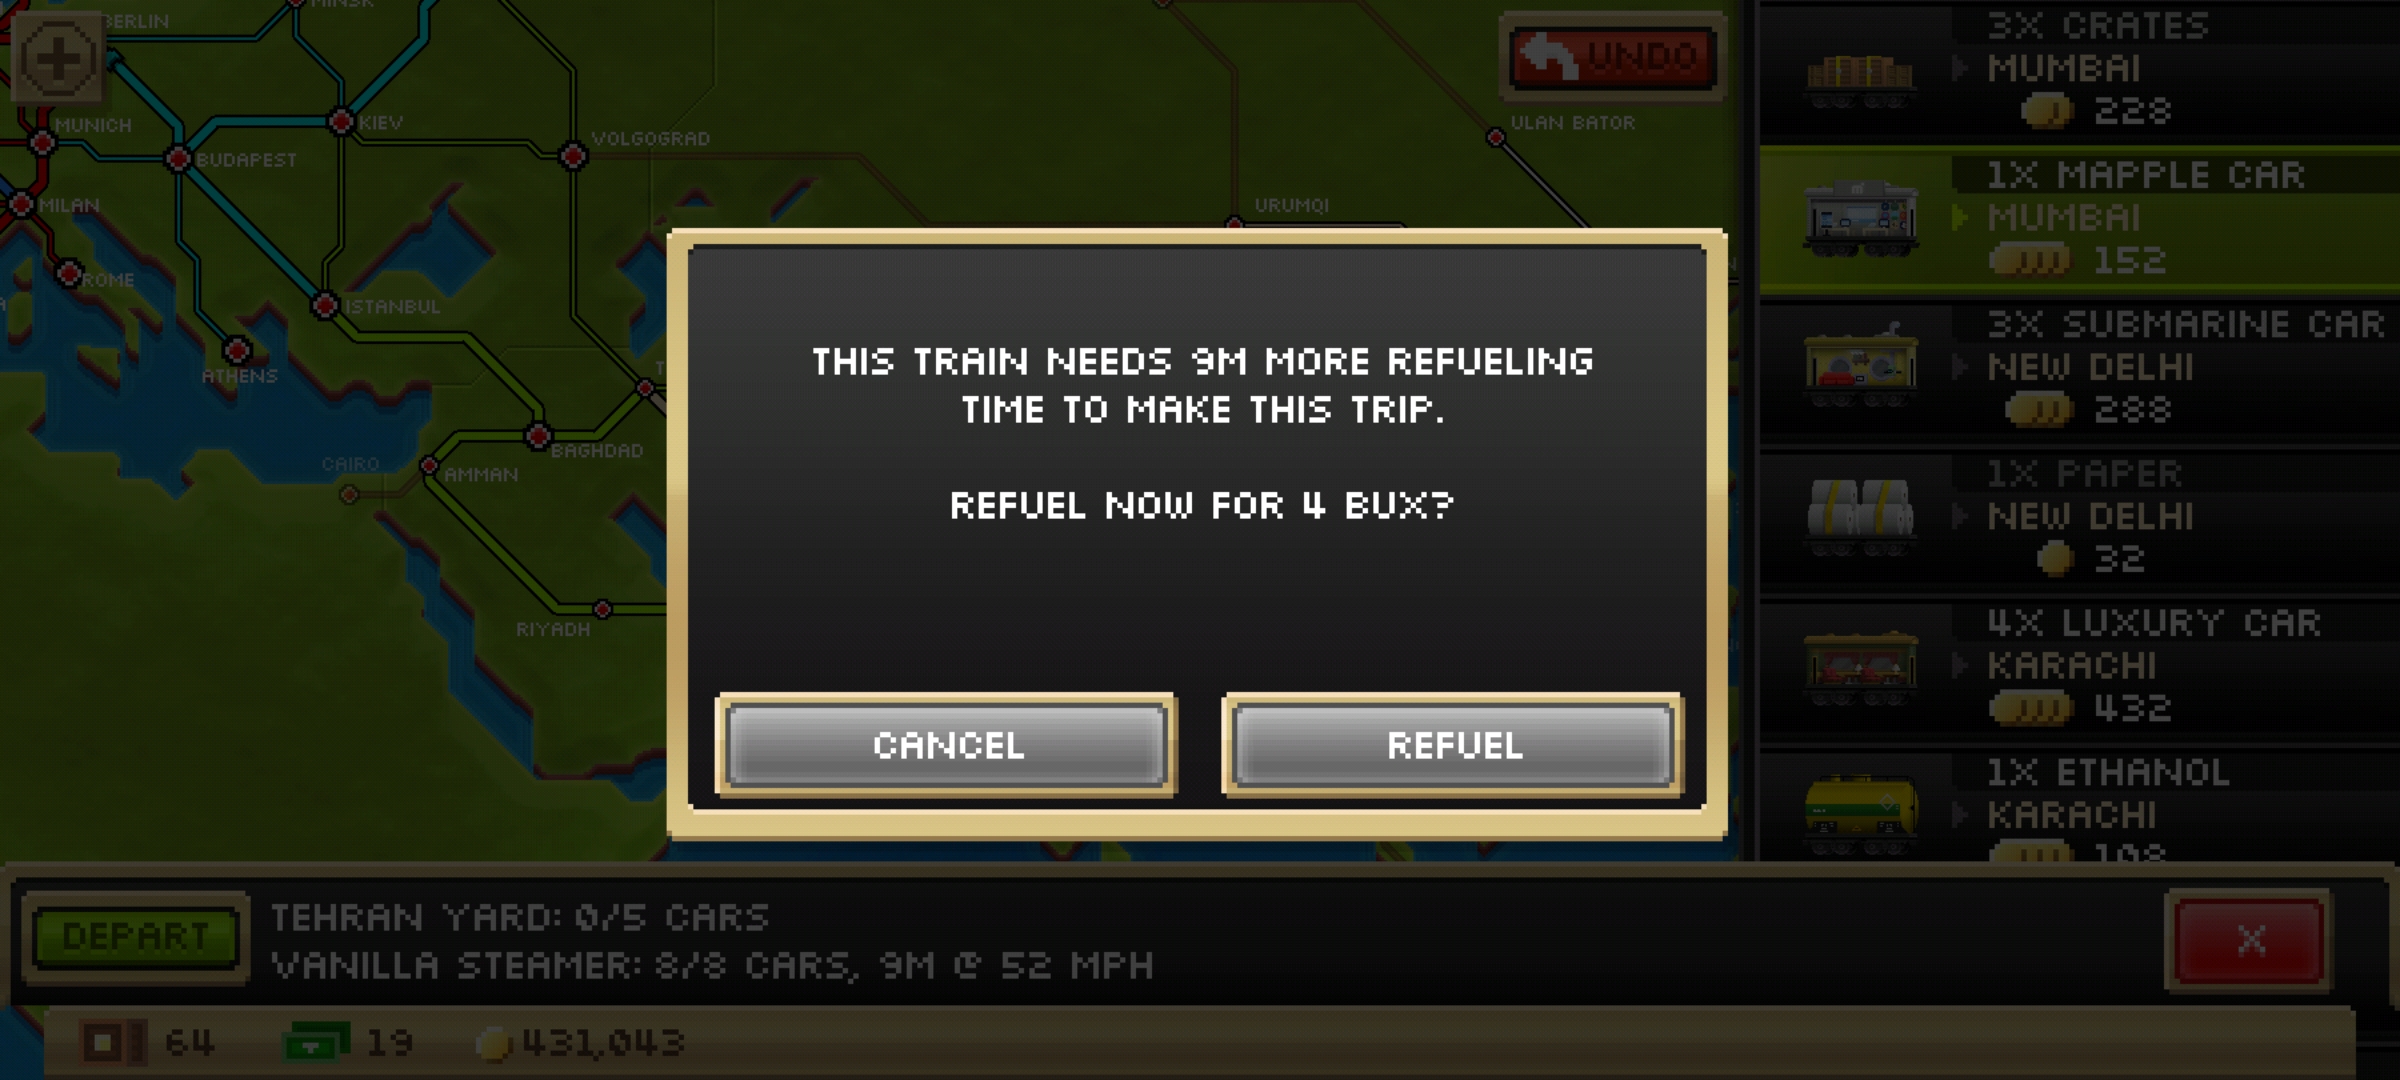 BERLIN
MINSK
MUNICH
KIEV
VOLGOGRAD
BUDAPEST
MILAN
ROME
ISTANBUL
ATHENS
CAIRO
AMMAN
BAGHDAD
RIYADH
URUMQI
ULAN BATOR
UNDO
3X CRATES
MUMBAI
228
1X MAPPLE CAR
MUMBAI
152
3X SUBMARINE CAR
NEW DELHI
288
1X PAPER
NEW DELHI
32
4X LUXURY CAR
KARACHI
432
1X ETHANOL
KARACHI
108
THIS TRAIN NEEDS 9M MORE REFUELING
TIME TO MAKE THIS TRIP.
REFUEL NOW FOR 4 BUX?
CANCEL
REFUEL
DEPART
TEHRAN YARD: 0/5 CARS
VANILLA STEAMER: 8/8 CARS, 9M @ 52 MPH
X
64
19
431,043